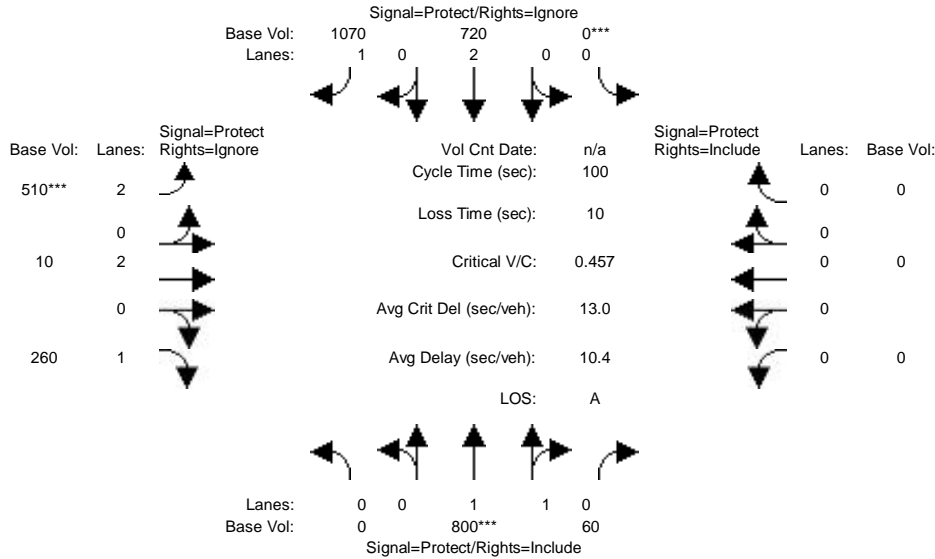 Signal=Protect/Rights=Ignore
Base Vol: 1070 720 0***
Lanes: 1 0 2 0 0
Signal=Protect Signal=Protect
Base Vol: Lanes: Rights=Ignore Vol Cnt Date: n/a Rights=Include Lanes: Base Vol:
Cycle Time (sec): 100
510*** 2 0 0
Loss Time (sec): 10
0 0
10 2 Critical V/C: 0.457 0 0
0 Avg Crit Del (sec/veh): 13.0 0
260 1 Avg Delay (sec/veh): 10.4 0 0
LOS: A
Lanes: 0 0 1 1 0
Base Vol: 0 800*** 60
Signal=Protect/Rights=Include